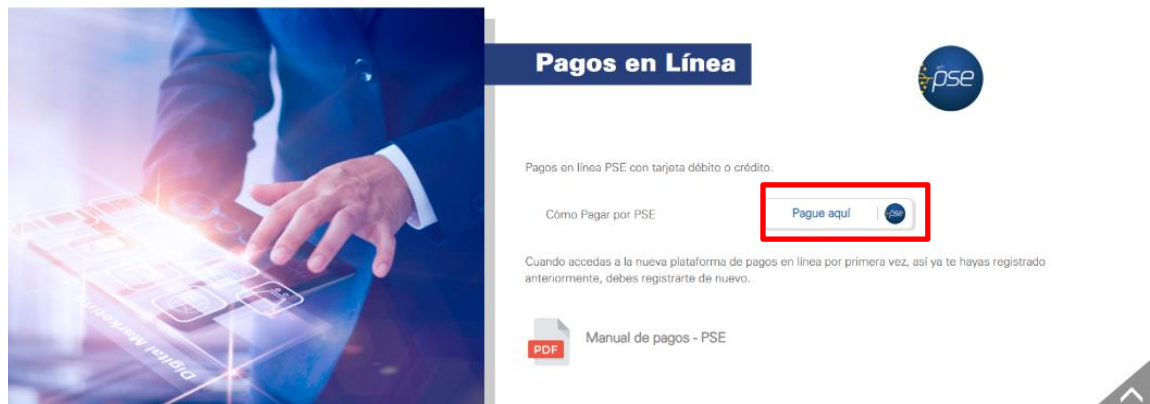 Pagos en Línea
pse
Pagos en línea PSE con tarjeta débito o crédito.
Cómo Pagar por PSE
Pague aquí
pse
Cuando accedas a la nueva plataforma de pagos en línea por primera vez, así ya te hayas registrado
anteriormente, debes registrarte de nuevo.
PDF
Manual de pagos - PSE
Digital Marketing